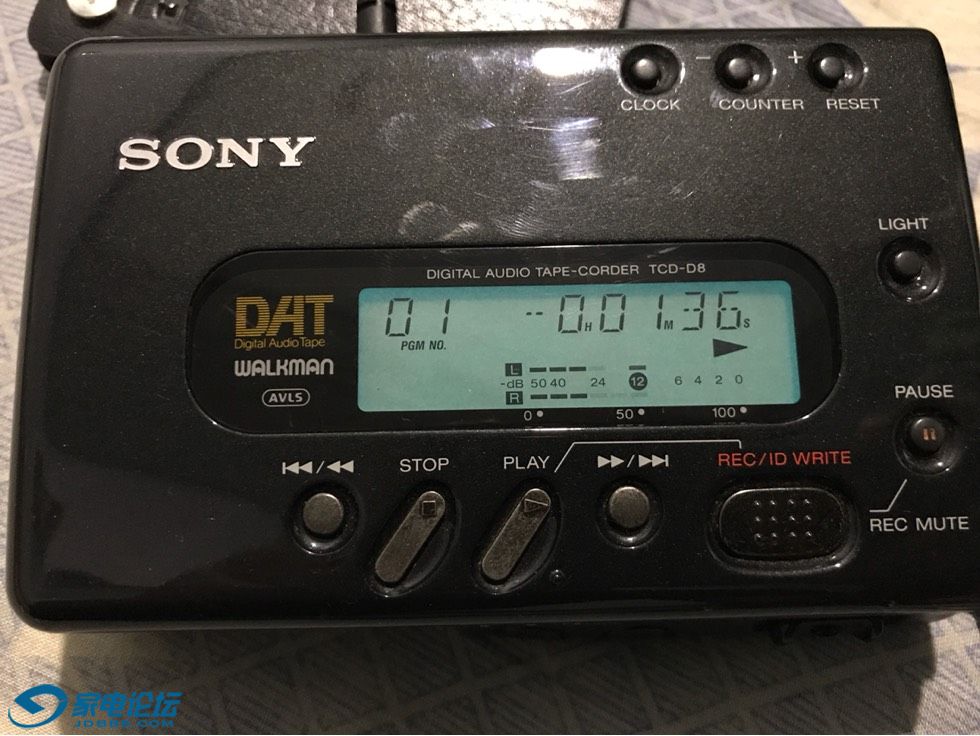 CLOCK − COUNTER + RESET
SONY
LIGHT
DIGITAL AUDIO TAPE-CORDER TCD-D8
DAT
Digital Audio Tape
WALKMAN
AVLS
01 --0H01M36S
PGM NO.
L
-dB 50 40 24 12 6 4 2 0
R
0 50 100
PAUSE
STOP PLAY REC/ID WRITE
REC MUTE
家电论坛
JDBBS.COM